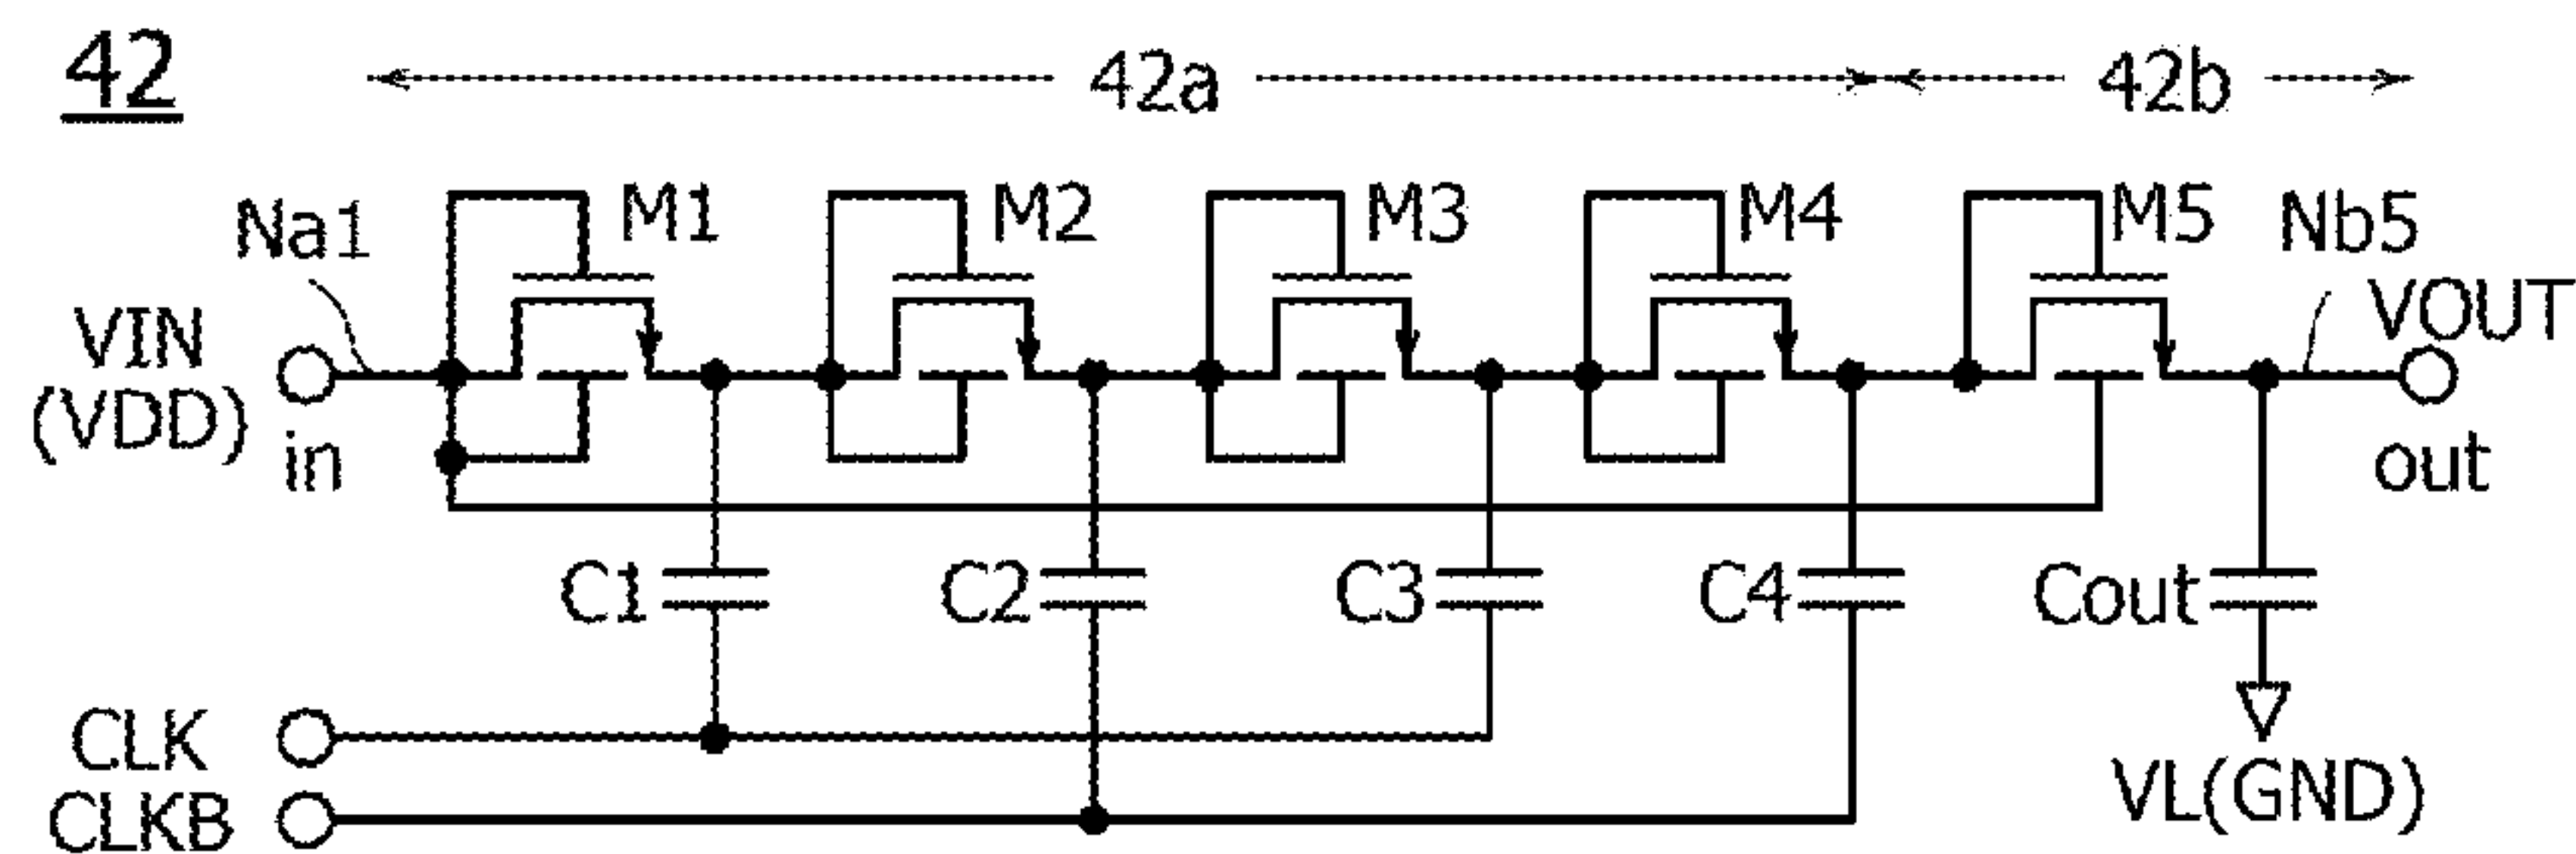 42
42a
42b
Na1
M1
M2
M3
M4
M5
Nb5
VIN
(VDD)
in
VOUT
out
C1
C2
C3
C4
Cout
CLK
CLKB
VL(GND)